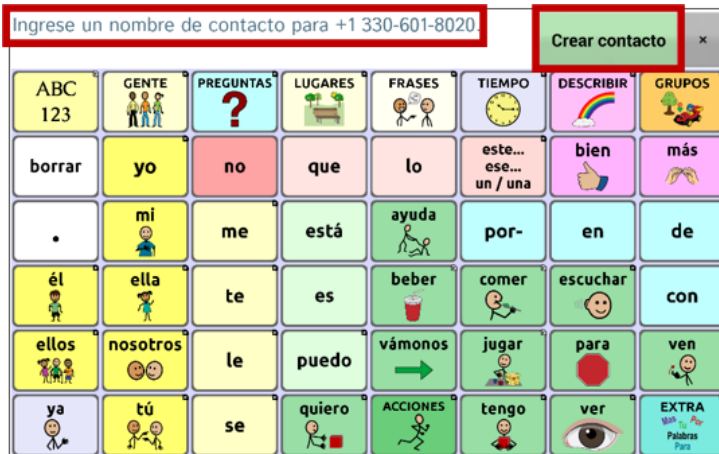 Ingrese un nombre de contacto para +1 330-601-8020.
Crear contacto ×
ABC 123 GENTE PREGUNTAS LUGARES FRASES TIEMPO DESCRIBIR GRUPOS
borrar yo no que lo este... ese... un / una bien más
. mi me está ayuda por- en de
él ella te es beber comer escuchar con
ellos nosotros le puedo vámonos jugar para ven
ya tú se quiero ACCIONES tengo ver EXTRA Mas Tu Por Palabras Para